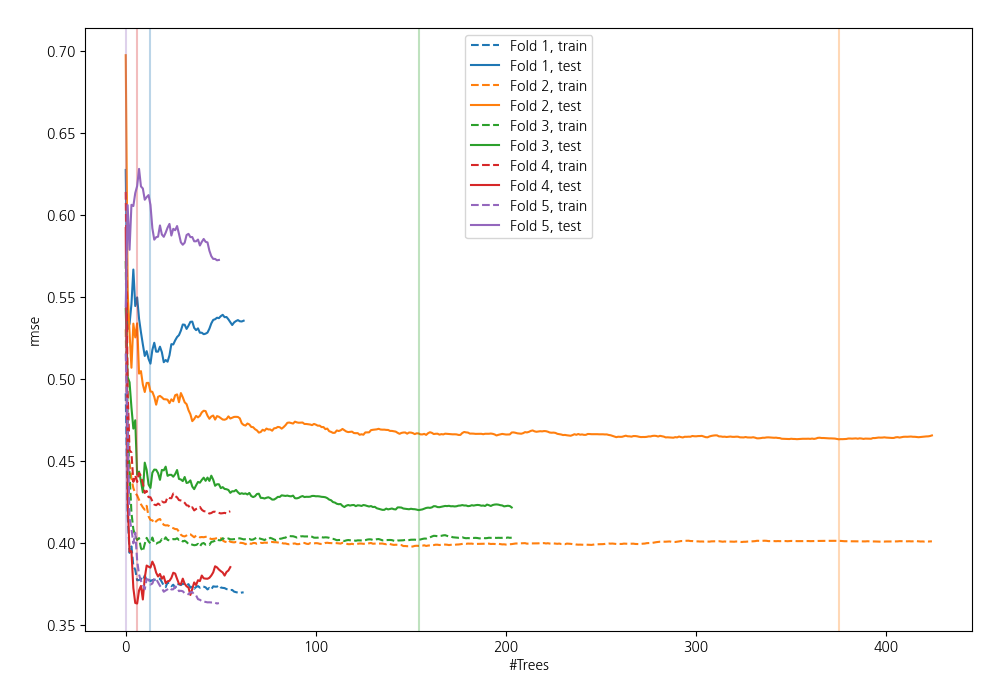 0.70
0.65
0.60
0.55
0.50
0.45
0.40
0.35
rmse
0
100
200
300
400
#Trees
Fold 1, train
Fold 1, test
Fold 2, train
Fold 2, test
Fold 3, train
Fold 3, test
Fold 4, train
Fold 4, test
Fold 5, train
Fold 5, test